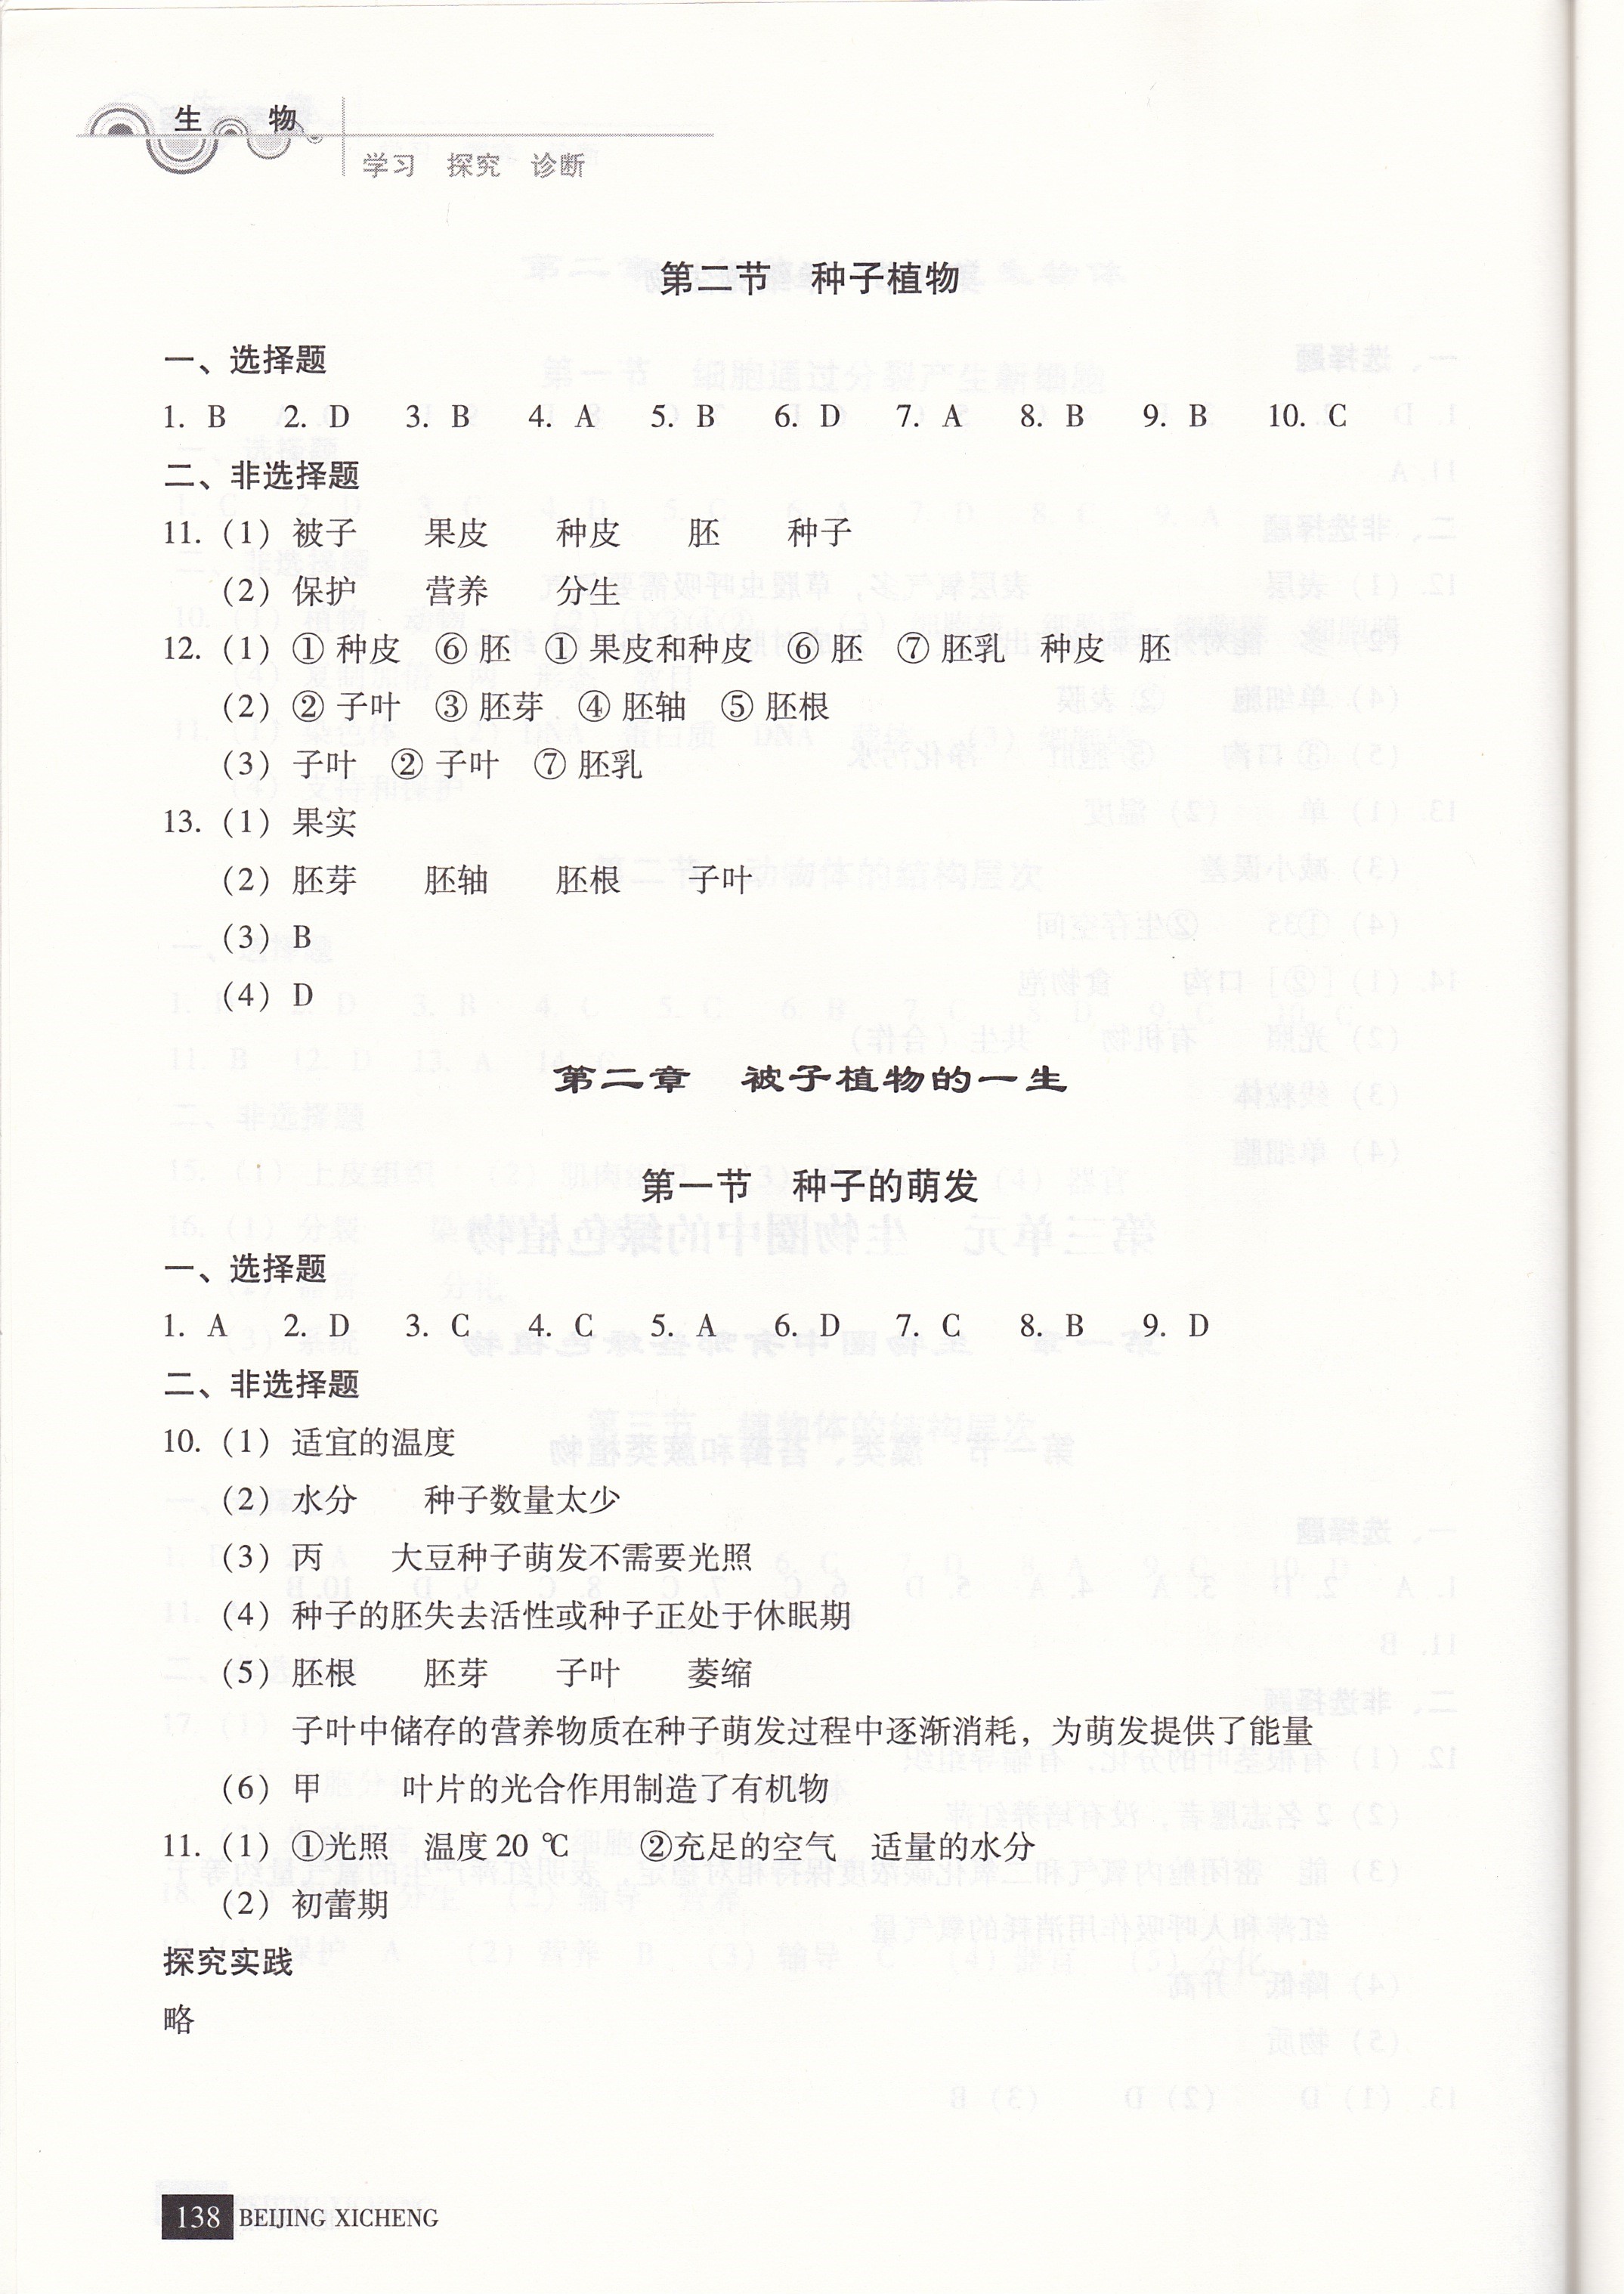 生 物
学习 探究 诊断
第二节 种子植物
一、选择题
1. B 2. D 3. B 4. A 5. B 6. D 7. A 8. B 9. B 10. C
二、非选择题
11. (1) 被子 果皮 种皮 胚 种子
(2) 保护 营养 分生
12. (1) ① 种皮 ⑥ 胚 ① 果皮和种皮 ⑥ 胚 ⑦ 胚乳 种皮 胚
(2) ② 子叶 ③ 胚芽 ④ 胚轴 ⑤ 胚根
(3) 子叶 ② 子叶 ⑦ 胚乳
13. (1) 果实
(2) 胚芽 胚轴 胚根 子叶
(3) B
(4) D
第二章 被子植物的一生
第一节 种子的萌发
一、选择题
1. A 2. D 3. C 4. C 5. A 6. D 7. C 8. B 9. D
二、非选择题
10. (1) 适宜的温度
(2) 水分 种子数量太少
(3) 丙 大豆种子萌发不需要光照
(4) 种子的胚失去活性或种子正处于休眠期
(5) 胚根 胚芽 子叶 萎缩
子叶中储存的营养物质在种子萌发过程中逐渐消耗，为萌发提供了能量
(6) 甲 叶片的光合作用制造了有机物
11. (1) ①光照 温度20 ℃ ②充足的空气 适量的水分
(2) 初蕾期
探究实践
略
138 BEIJING XICHENG